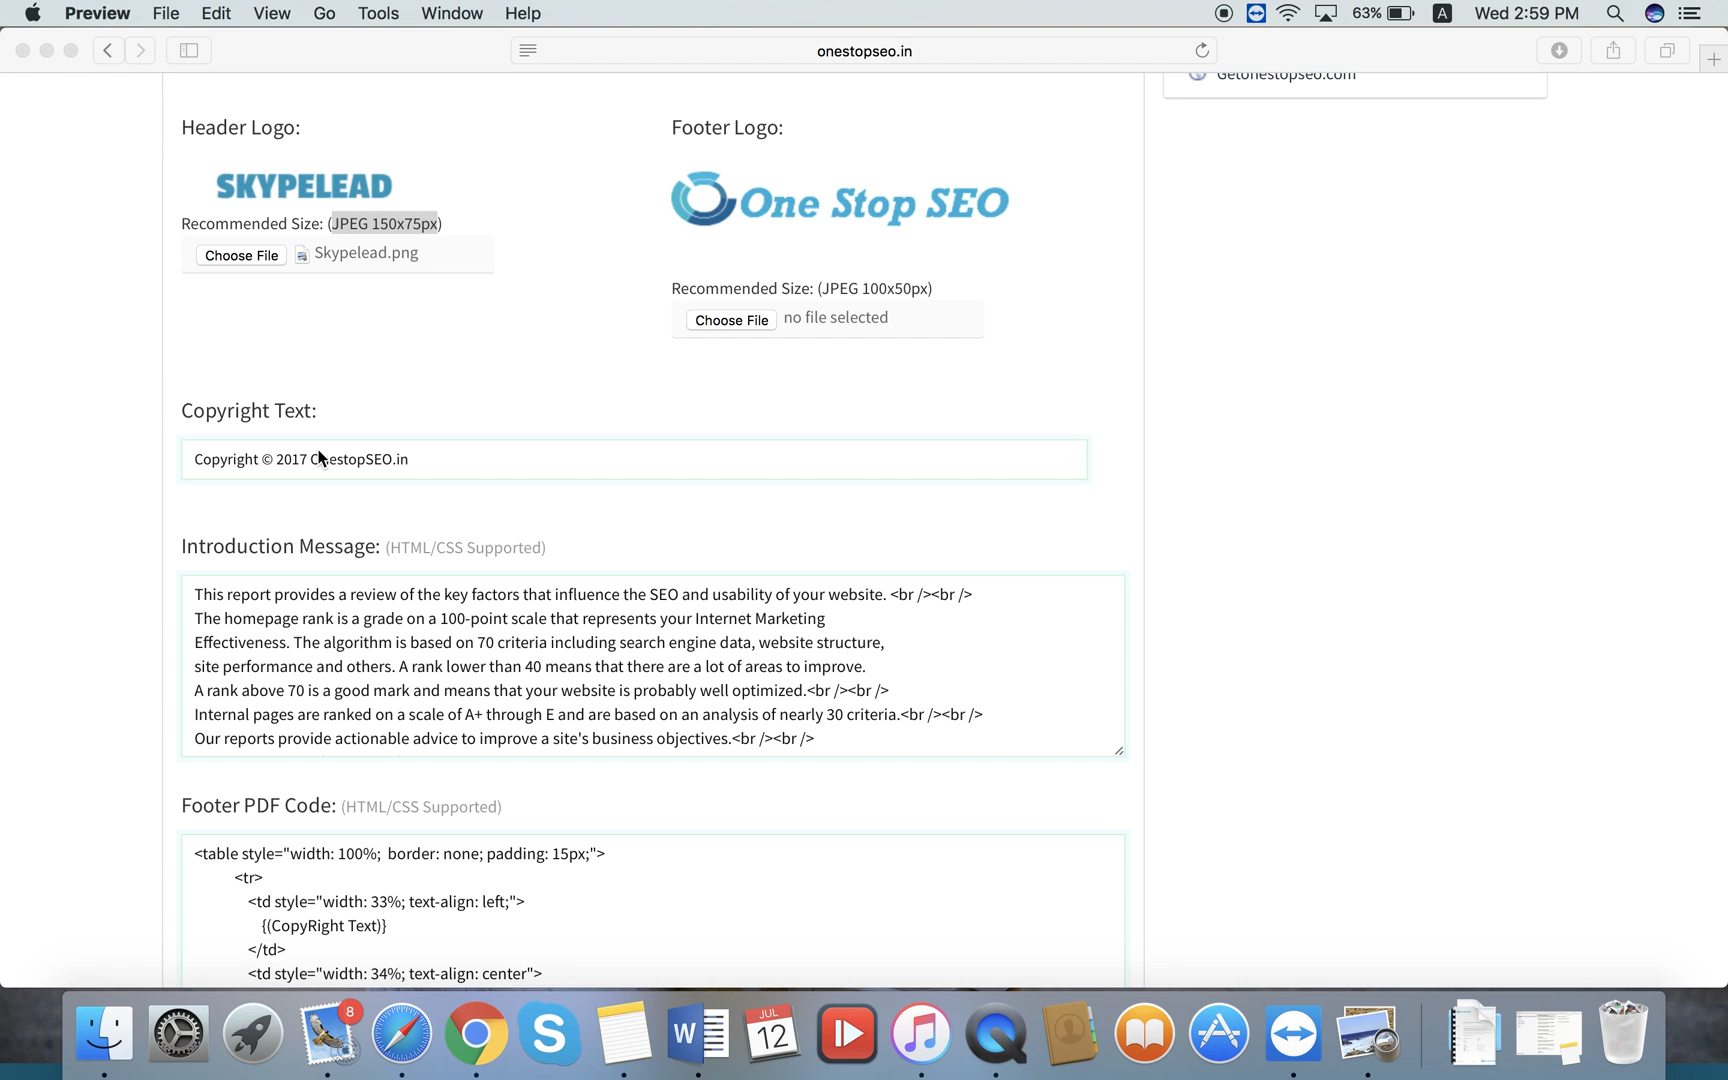 Preview File Edit View Go Tools Window Help 63% A Wed 2:59 PM
onestopseo.in
Getonestopseo.com
Header Logo: Footer Logo:
SKYPELEAD
One Stop SEO
Recommended Size: (JPEG 150x75px)
Choose File Skypelead.png
Recommended Size: (JPEG 100x50px)
Choose File no file selected
Copyright Text:
Copyright © 2017 OnestopSEO.in
Introduction Message: (HTML/CSS Supported)
This report provides a review of the key factors that influence the SEO and usability of your website. <br /><br />
The homepage rank is a grade on a 100-point scale that represents your Internet Marketing
Effectiveness. The algorithm is based on 70 criteria including search engine data, website structure,
site performance and others. A rank lower than 40 means that there are a lot of areas to improve.
A rank above 70 is a good mark and means that your website is probably well optimized.<br /><br />
Internal pages are ranked on a scale of A+ through E and are based on an analysis of nearly 30 criteria.<br /><br />
Our reports provide actionable advice to improve a site's business objectives.<br /><br />
Footer PDF Code: (HTML/CSS Supported)
<table style="width: 100%;  border: none; padding: 15px;">
<tr>
<td style="width: 33%; text-align: left;">
{(CopyRight Text)}
</td>
<td style="width: 34%; text-align: center">
8
S
W
JUL
12